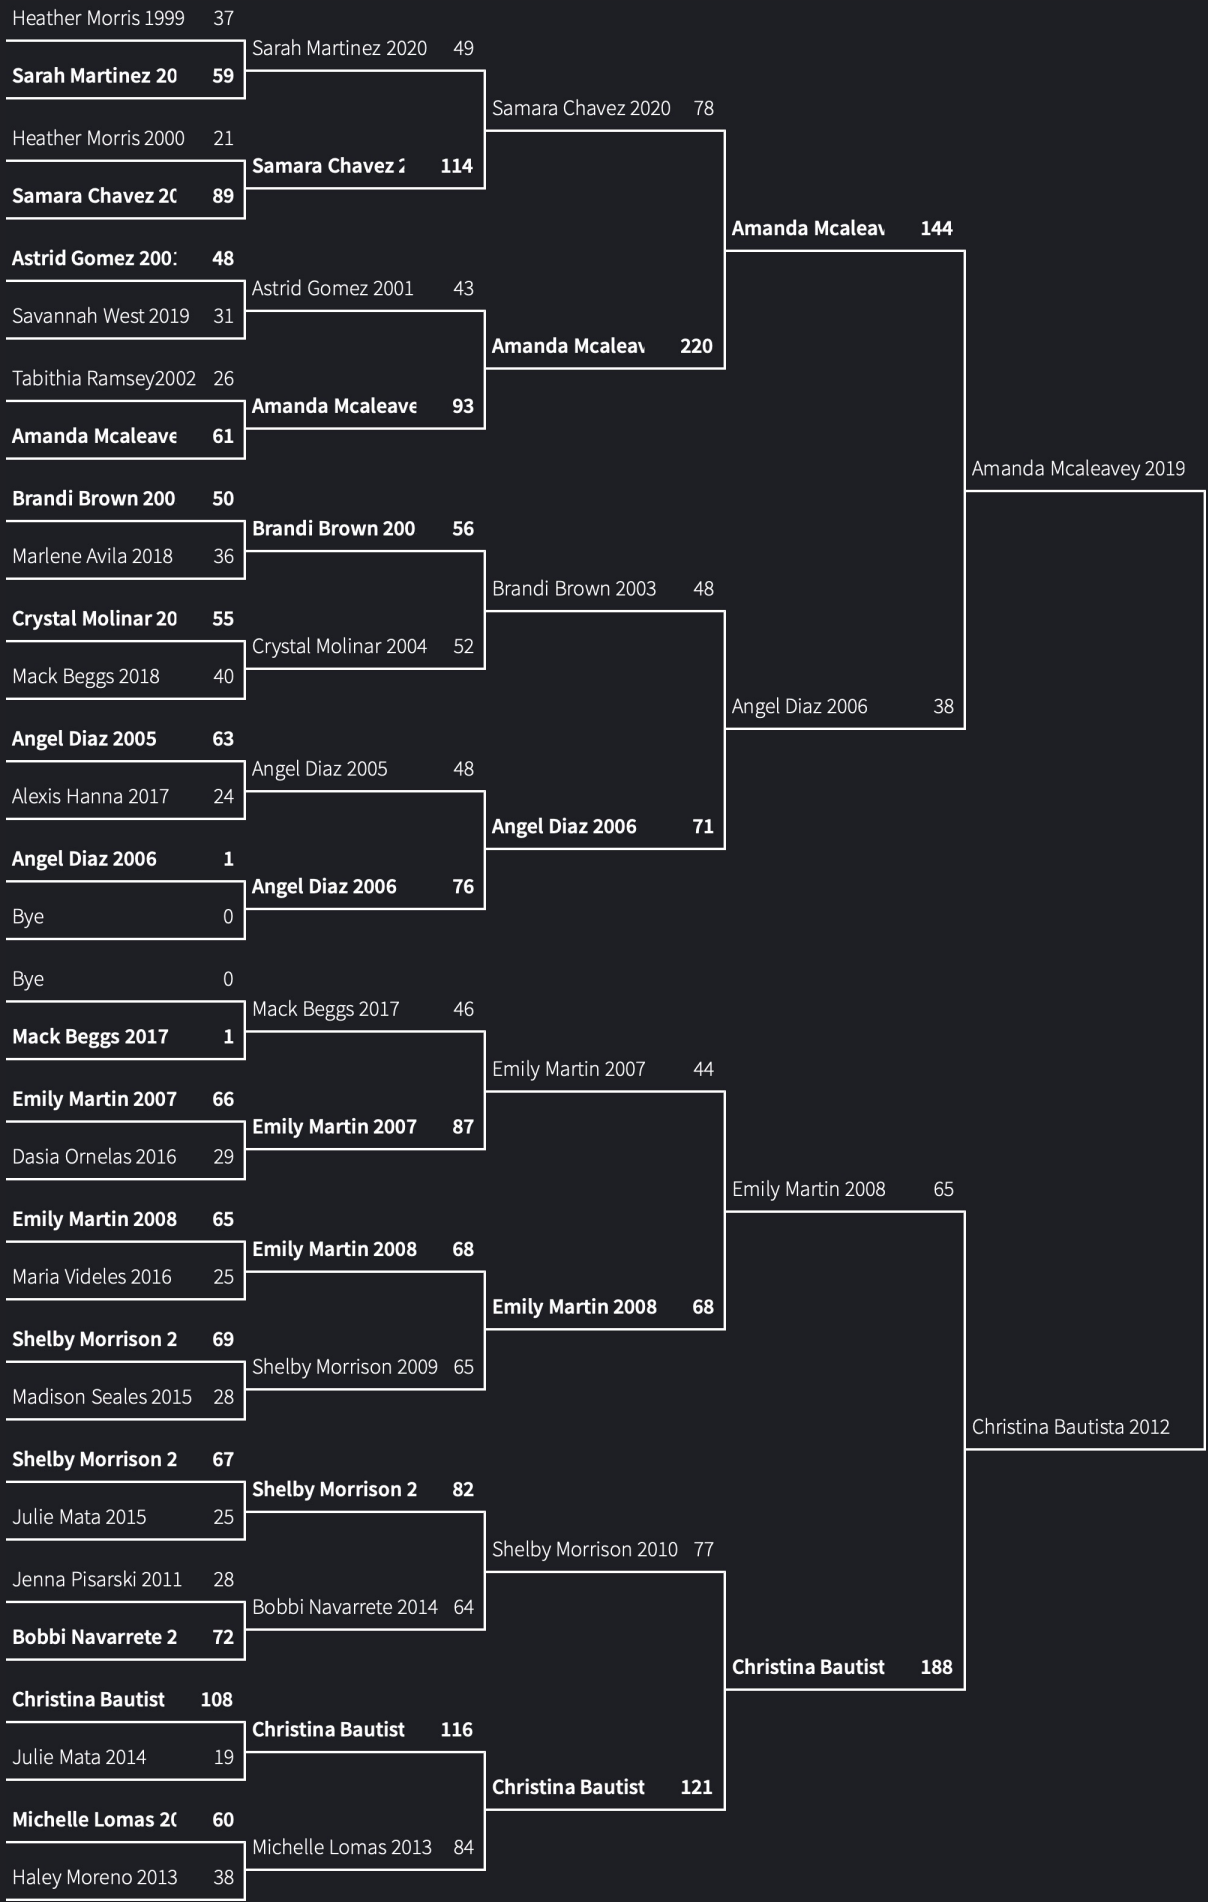 Heather Morris 1999 37
Sarah Martinez 20 59
Heather Morris 2000 21
Samara Chavez 20 89
Astrid Gomez 2001 48
Savannah West 2019 31
Tabithia Ramsey2002 26
Amanda Mcaleave 61
Brandi Brown 200 50
Marlene Avila 2018 36
Crystal Molinar 20 55
Mack Beggs 2018 40
Angel Diaz 2005 63
Alexis Hanna 2017 24
Angel Diaz 2006 1
Bye 0
Bye 0
Mack Beggs 2017 1
Emily Martin 2007 66
Dasia Ornelas 2016 29
Emily Martin 2008 65
Maria Videles 2016 25
Shelby Morrison 2 69
Madison Seales 2015 28
Shelby Morrison 2 67
Julie Mata 2015 25
Jenna Pisarski 2011 28
Bobbi Navarrete 2 72
Christina Bautist 108
Julie Mata 2014 19
Michelle Lomas 20 60
Haley Moreno 2013 38
Sarah Martinez 2020 49
Samara Chavez 2 114
Astrid Gomez 2001 43
Amanda Mcaleave 93
Brandi Brown 200 56
Crystal Molinar 2004 52
Angel Diaz 2005 48
Angel Diaz 2006 76
Mack Beggs 2017 46
Emily Martin 2007 87
Emily Martin 2008 68
Shelby Morrison 2009 65
Shelby Morrison 2 82
Bobbi Navarrete 2014 64
Christina Bautist 116
Michelle Lomas 2013 84
Samara Chavez 2020 78
Amanda Mcaleav 220
Brandi Brown 2003 48
Angel Diaz 2006 71
Emily Martin 2007 44
Emily Martin 2008 68
Shelby Morrison 2010 77
Christina Bautist 121
Amanda Mcaleav 144
Angel Diaz 2006 38
Emily Martin 2008 65
Christina Bautist 188
Amanda Mcaleavey 2019
Christina Bautista 2012